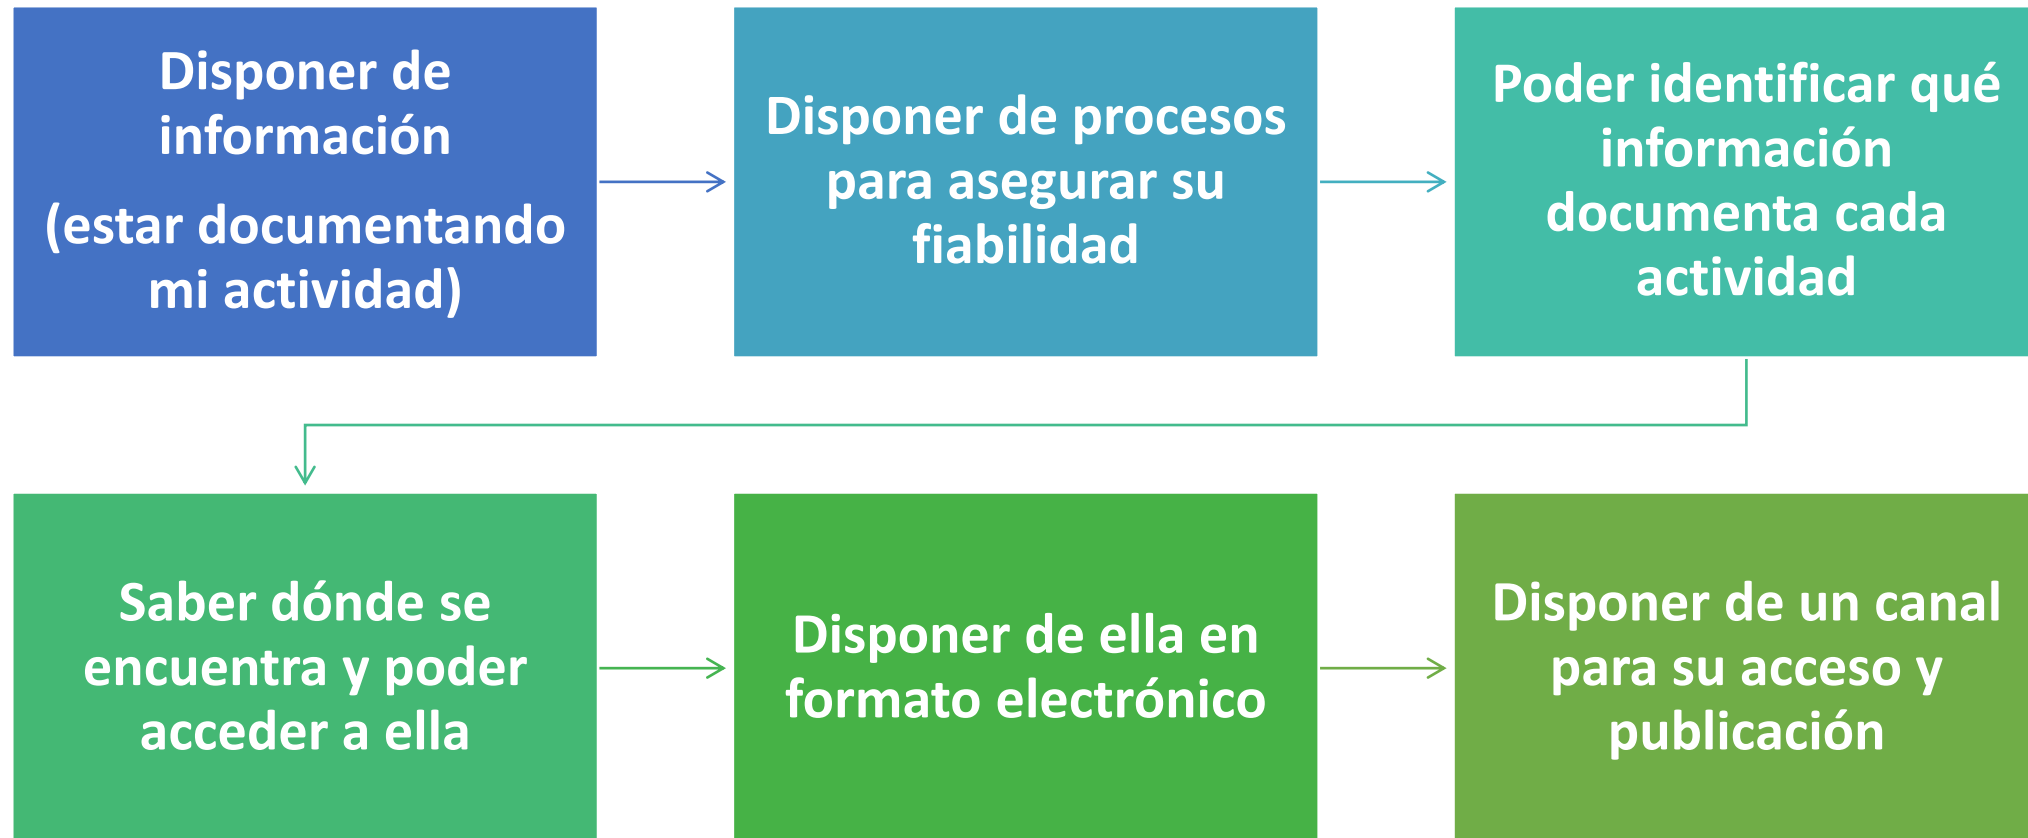 Disponer de
información
(estar documentando
mi actividad)
Disponer de procesos
para asegurar su
fiabilidad
Poder identificar qué
información
documenta cada
actividad
Saber dónde se
encuentra y poder
acceder a ella
Disponer de ella en
formato electrónico
Disponer de un canal
para su acceso y
publicación